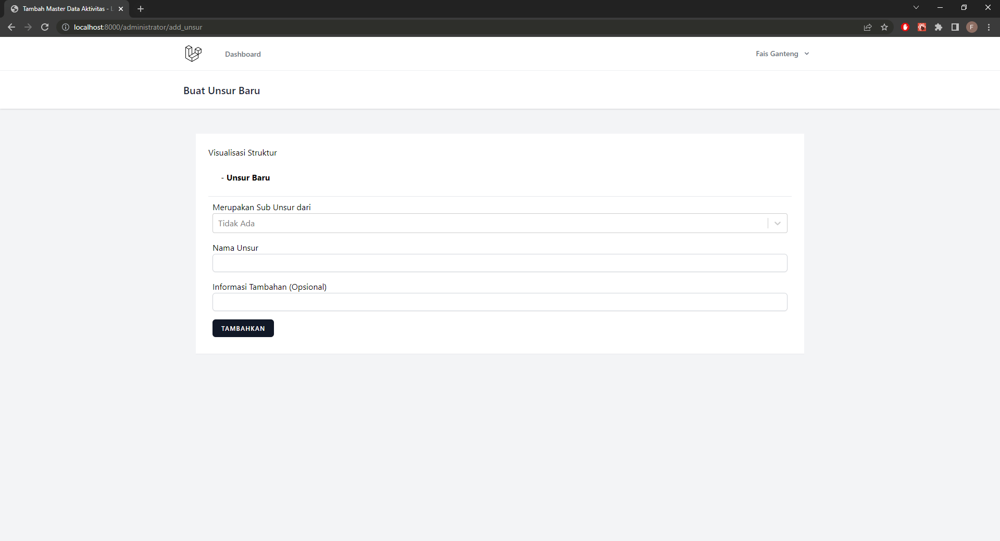 Tambah Master Data Aktivitas - L
localhost:8000/administrator/add_unsur
F
Dashboard
Fais Ganteng
Buat Unsur Baru
Visualisasi Struktur
- Unsur Baru
Merupakan Sub Unsur dari
Tidak Ada
Nama Unsur
Informasi Tambahan (Opsional)
TAMBAHKAN